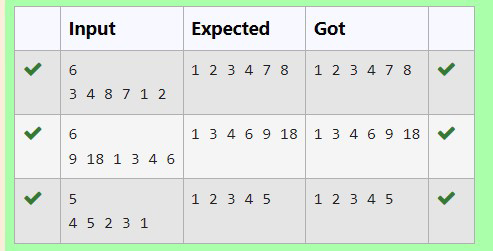 Input Expected Got
6 1 2 3 4 7 8 1 2 3 4 7 8
3 4 8 7 1 2
6 1 3 4 6 9 18 1 3 4 6 9 18
9 18 1 3 4 6
5 1 2 3 4 5 1 2 3 4 5
4 5 2 3 1